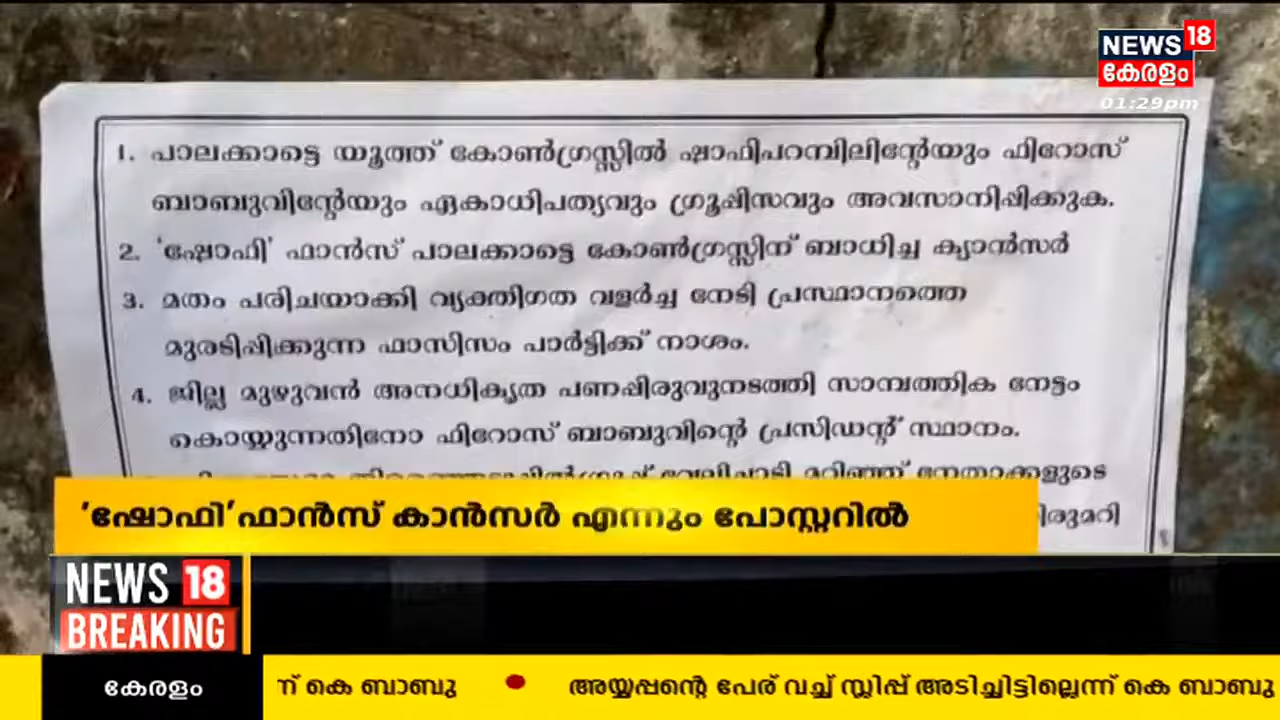 NEWS 18
കേരളം
01:29pm
1. പാലക്കാട്ടെ യൂത്ത് കോൺഗ്രസ്സിൽ ഷാഫിപറമ്പിലിന്റേയും ഫിറോസ്
ബാബുവിന്റേയും ഏകാധിപത്യവും ഗ്രൂപ്പിസവും അവസാനിപ്പിക്കുക.
2. 'ഷോഫി' ഫാൻസ് പാലക്കാട്ടെ കോൺഗ്രസ്സിന് ബാധിച്ച ക്യാൻസർ
3. മതം പരിചയാക്കി വ്യക്തിഗത വളർച്ച നേടി പ്രസ്ഥാനത്തെ
മുരടിപ്പിക്കുന്ന ഫാസിസം പാർട്ടിക്ക് നാശം.
4. ജില്ല മുഴുവൻ അനധികൃത പണപ്പിരുവുനടത്തി സാമ്പത്തിക നേട്ടം
കൊയ്യുന്നതിനോ ഫിറോസ് ബാബുവിന്റെ പ്രസിഡന്റ് സ്ഥാനം.
മറിഞ്ഞ് നേതാക്കളുടെ
'ഷോഫി'ഫാൻസ് കാൻസർ എന്നും പോസ്റ്ററിൽ
NEWS 18
BREAKING
കേരളം
ന് കെ ബാബു • അയ്യപ്പന്റെ പേര് വച്ച് സ്ലിപ്പ് അടിച്ചിട്ടില്ലെന്ന് കെ ബാബു